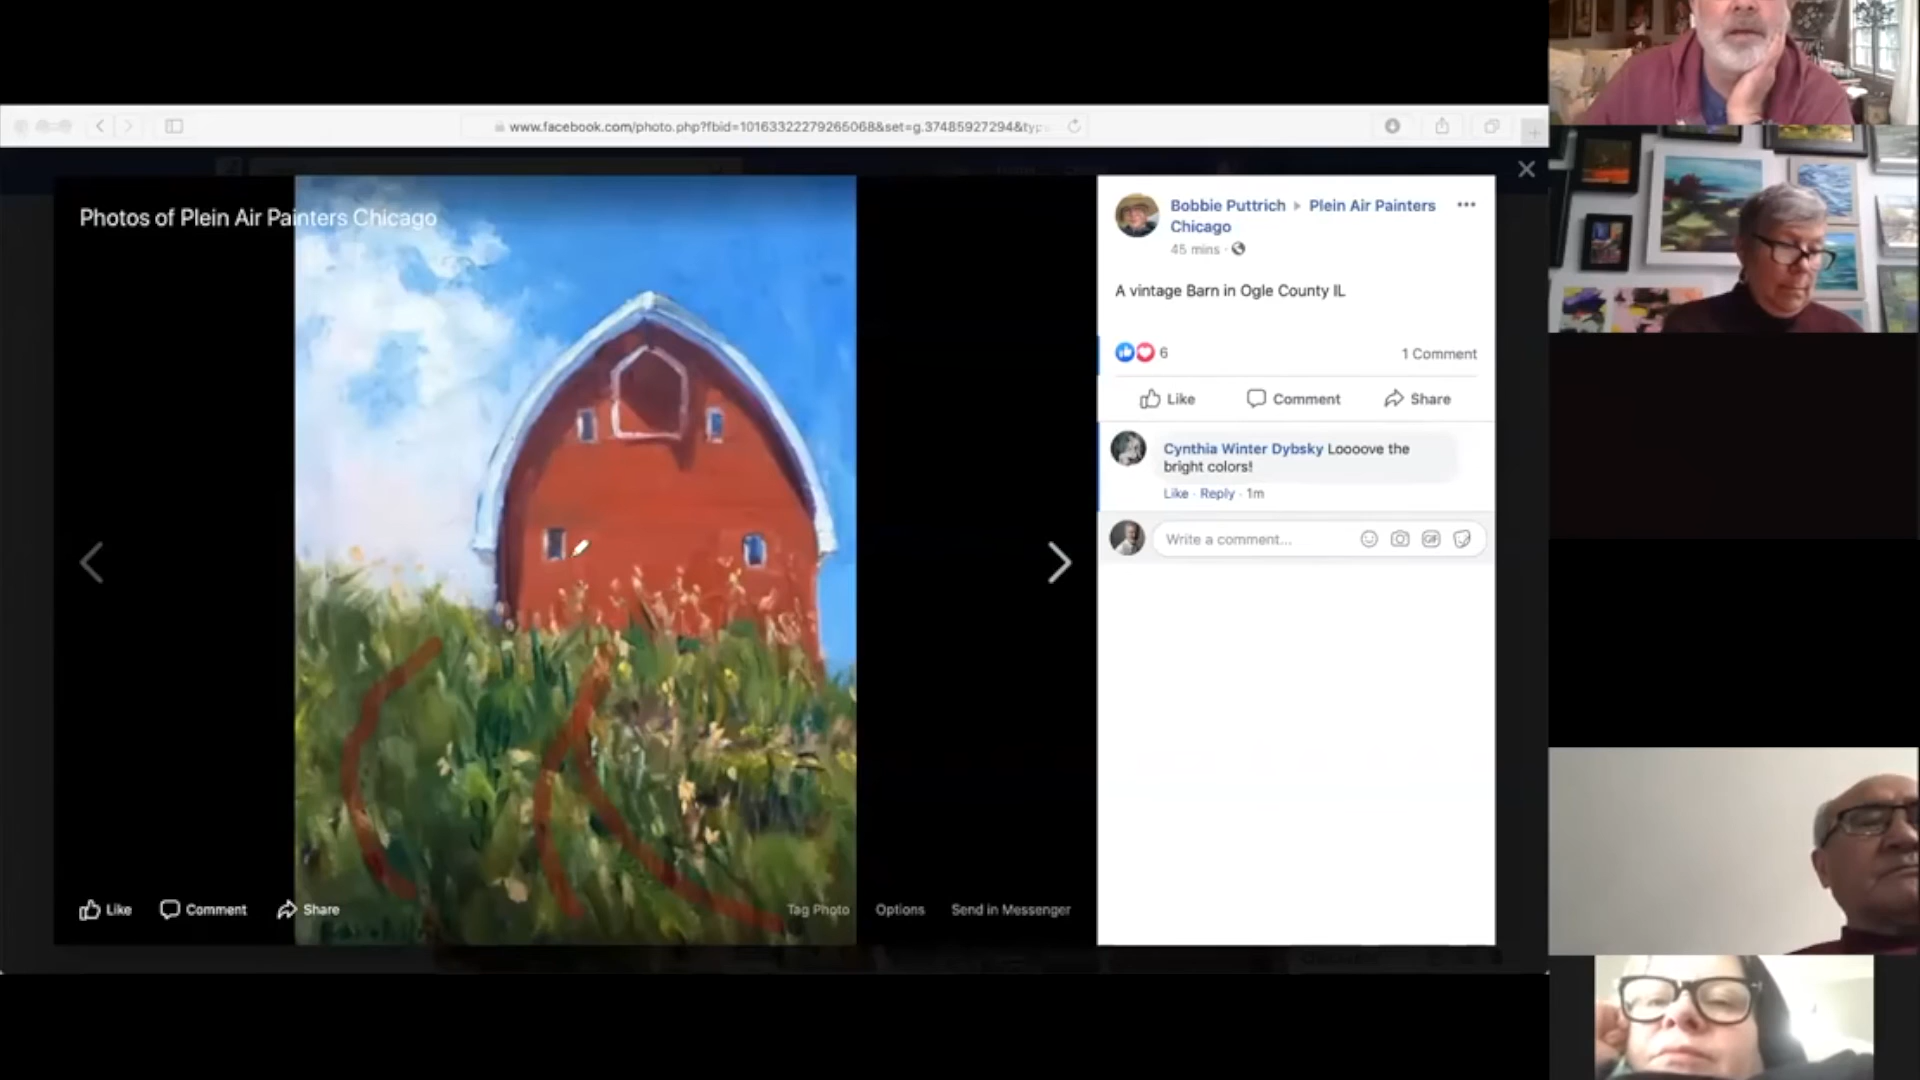 www.facebook.com/photo.php?fbid=10163322279265068&set=g.37485927294&typ
Photos of Plein Air Painters Chicago
Bobbie Puttrich ▸ Plein Air Painters
Chicago
45 mins ·
A vintage Barn in Ogle County IL
6
1 Comment
Like Comment Share
Cynthia Winter Dybsky Loooove the
bright colors!
Like · Reply · 1m
Write a comment...
GIF
Like Comment Share
Tag Photo Options Send in Messenger